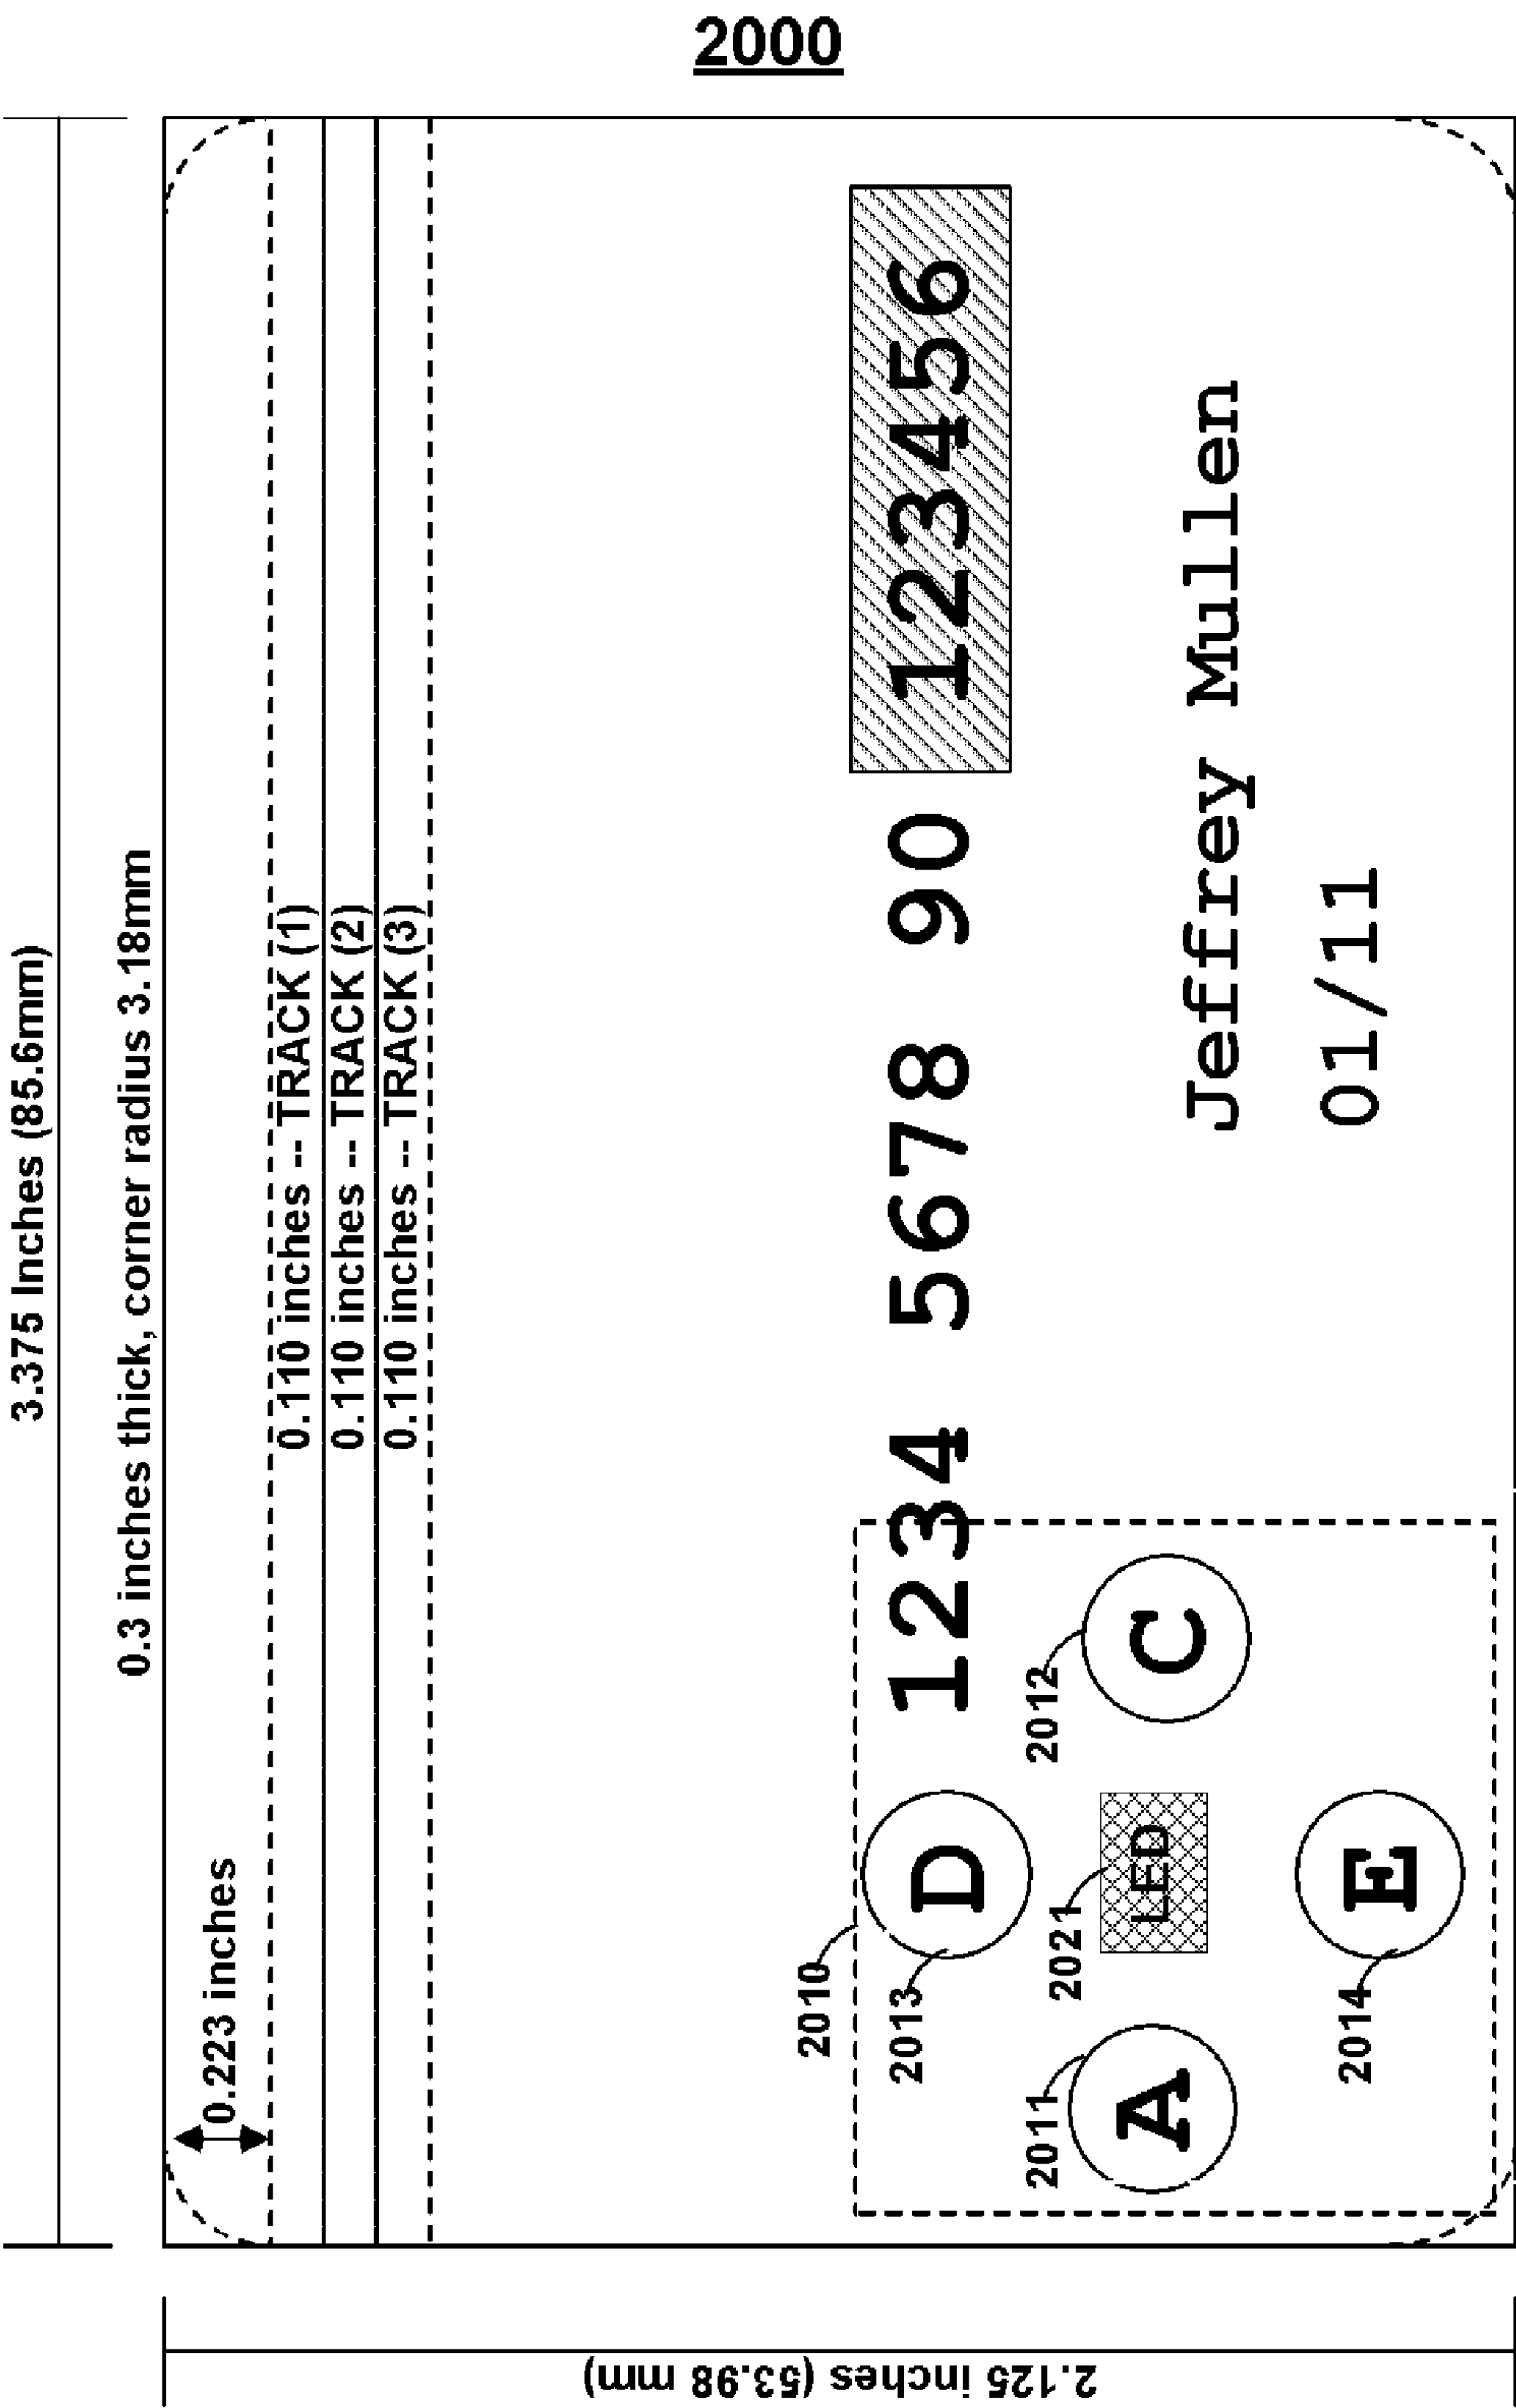 2000
3.375 Inches (85.6mm)
0.3 inches thick, corner radius 3.18mm
0.223 inches
0.110 inches -- TRACK (1)
0.110 inches -- TRACK (2)
0.110 inches -- TRACK (3)
2.125 inches (53.98 mm)
2010
2013
D
1234 5678 90 123456
2011
A
2021
LED
2012
C
2014
E
Jeffrey Mullen
01/11